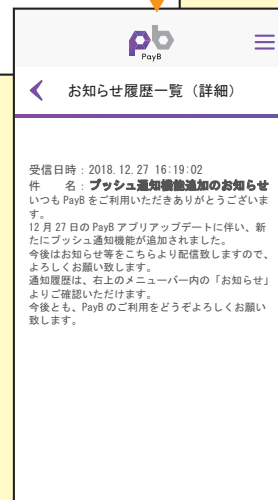 pb
PayB
お知らせ履歴一覧（詳細）
受信日時：2018.12.27 16:19:02
件　　名：プッシュ通知機能追加のお知らせ
いつも PayB をご利用いただきありがとうございま
す。
12 月 27 日の PayB アプリアップデートに伴い、新
たにプッシュ通知機能が追加されました。
今後はお知らせ等をこちらより配信致しますので、
よろしくお願い致します。
通知履歴は、右上のメニューバー内の「お知らせ」
よりご確認いただけます。
今後とも、PayB のご利用をどうぞよろしくお願い
致します。